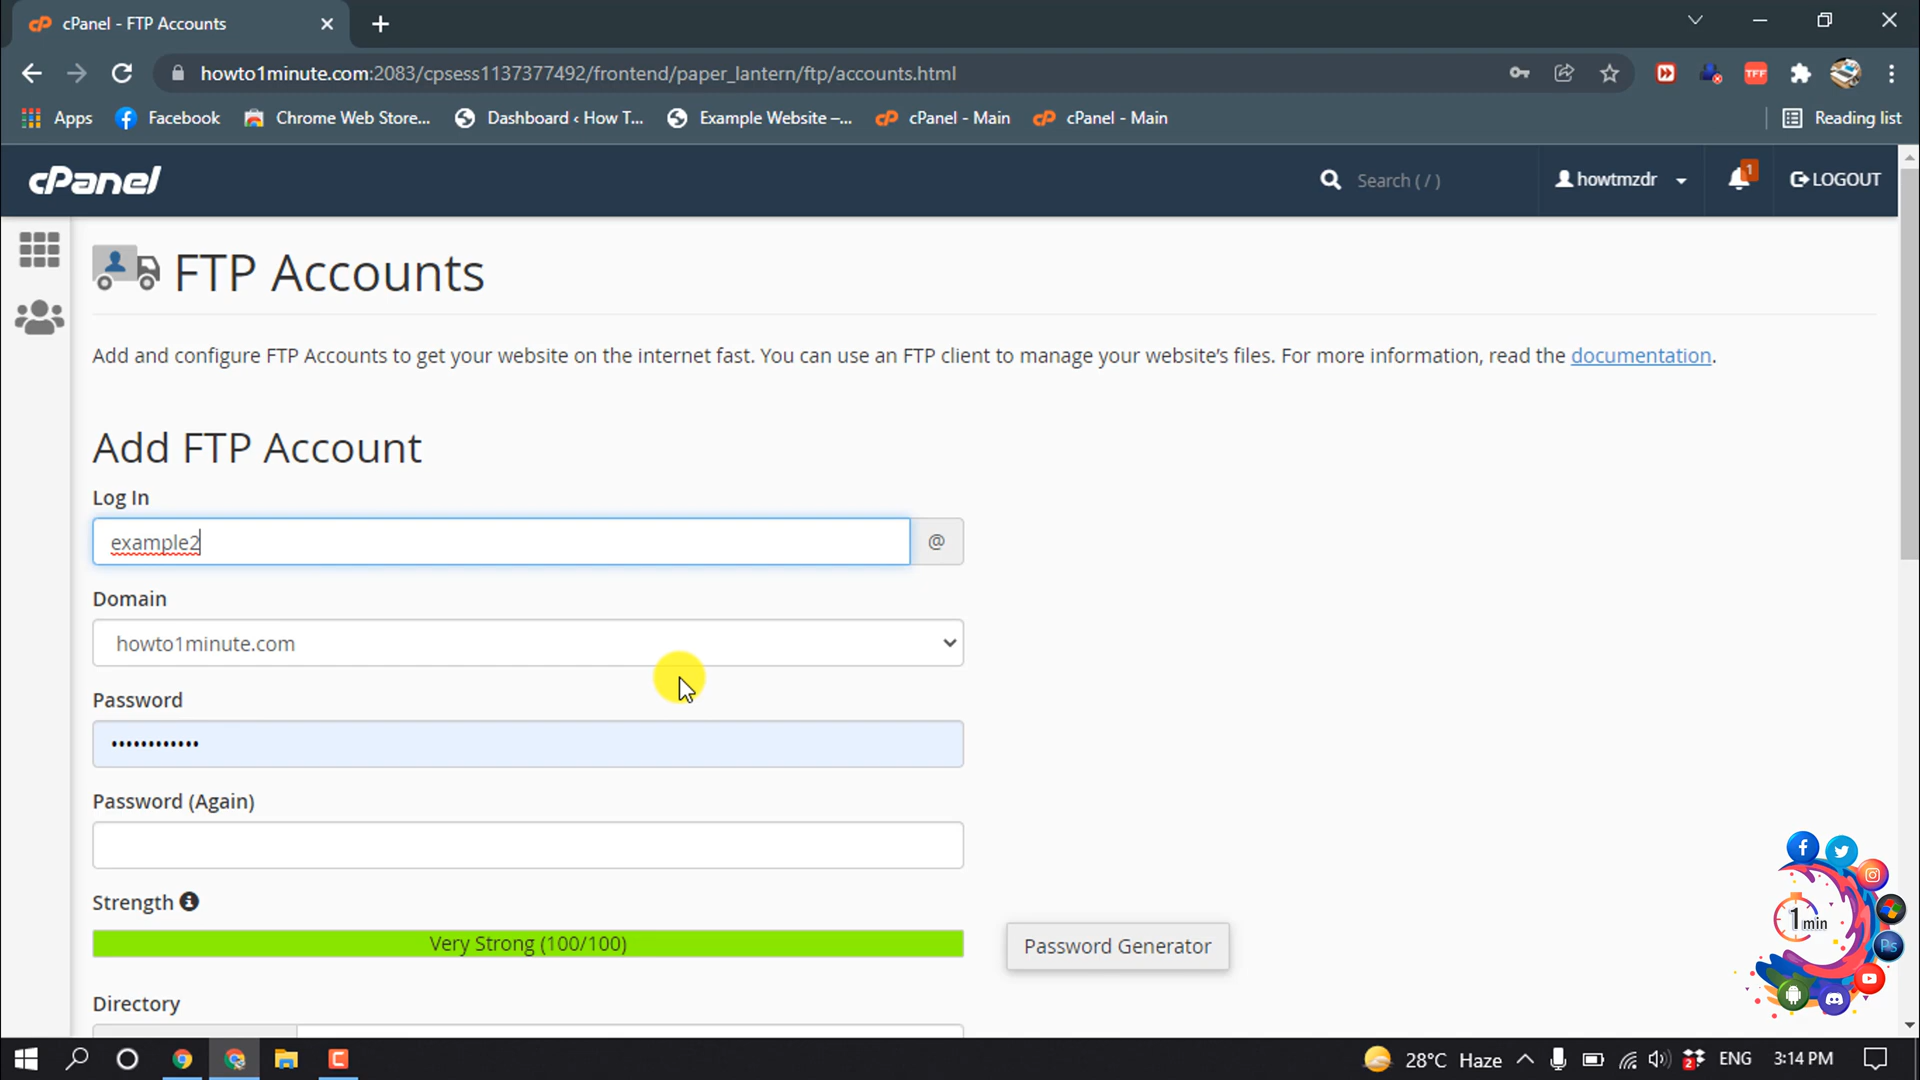 cPanel - FTP Accounts
howto1minute.com:2083/cpsess1137377492/frontend/paper_lantern/ftp/accounts.html
TFF
Apps
Facebook
Chrome Web Store...
Dashboard ‹ How T...
Example Website –...
cPanel - Main
cPanel - Main
Reading list
cPanel
Search ( / )
howtmzdr
1
LOGOUT
FTP Accounts
Add and configure FTP Accounts to get your website on the internet fast. You can use an FTP client to manage your website’s files. For more information, read the documentation.
Add FTP Account
Log In
example2
@
Domain
howto1minute.com
Password
••••••••••••
Password (Again)
Strength
Very Strong (100/100)
Password Generator
Directory
1min
Ps
28°C Haze
2
ENG
3:14 PM